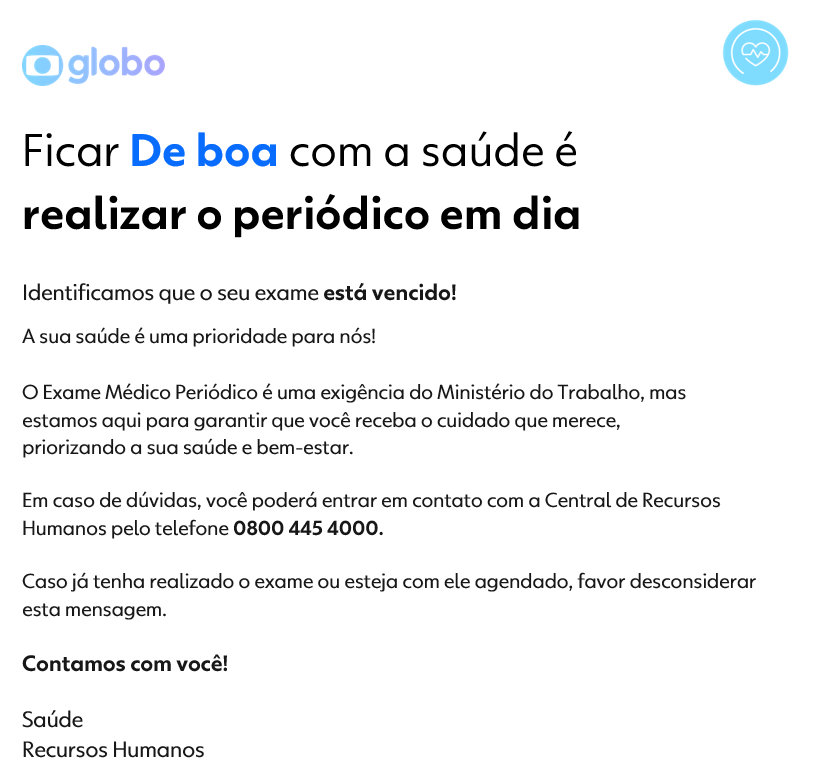 globo
Ficar De boa com a saúde é
realizar o periódico em dia
Identificamos que o seu exame está vencido!
A sua saúde é uma prioridade para nós!
O Exame Médico Periódico é uma exigência do Ministério do Trabalho, mas
estamos aqui para garantir que você receba o cuidado que merece,
priorizando a sua saúde e bem-estar.
Em caso de dúvidas, você poderá entrar em contato com a Central de Recursos
Humanos pelo telefone 0800 445 4000.
Caso já tenha realizado o exame ou esteja com ele agendado, favor desconsiderar
esta mensagem.
Contamos com você!
Saúde
Recursos Humanos